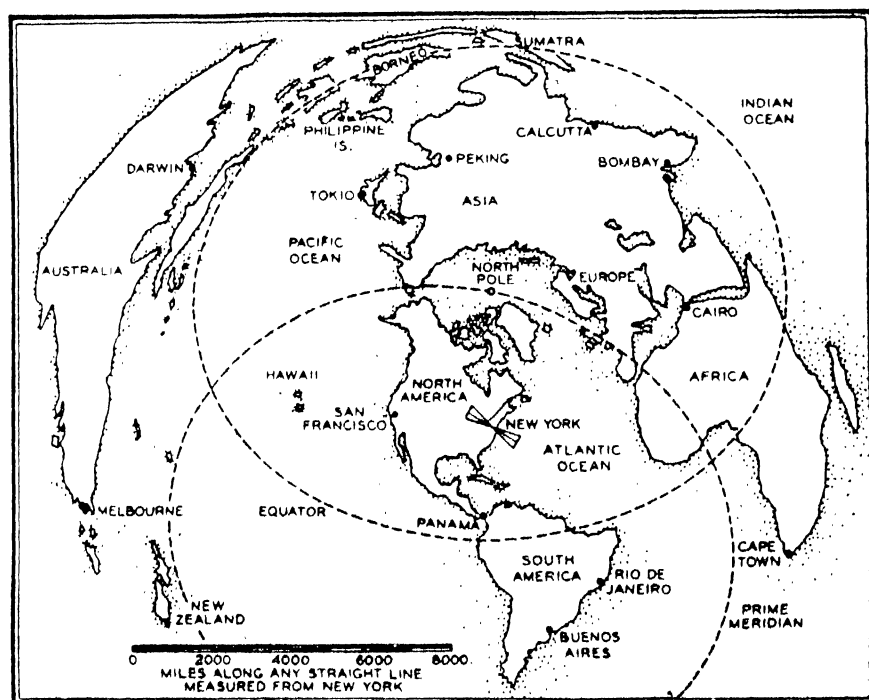 SUMATRA
BORNEO
INDIAN
OCEAN
PHILIPPINE
IS.
CALCUTTA
DARWIN
PEKING
BOMBAY
TOKIO
ASIA
PACIFIC
OCEAN
AUSTRALIA
NORTH
POLE
EUROPE
CAIRO
HAWAII
NORTH
AMERICA
AFRICA
SAN
FRANCISCO
NEW YORK
ATLANTIC
OCEAN
MELBOURNE
EQUATOR
PANAMA
SOUTH
AMERICA
CAPE
TOWN
RIO DE
JANEIRO
NEW
ZEALAND
PRIME
MERIDIAN
BUENOS
AIRES
0 2000 4000 6000 8000
MILES ALONG ANY STRAIGHT LINE
MEASURED FROM NEW YORK